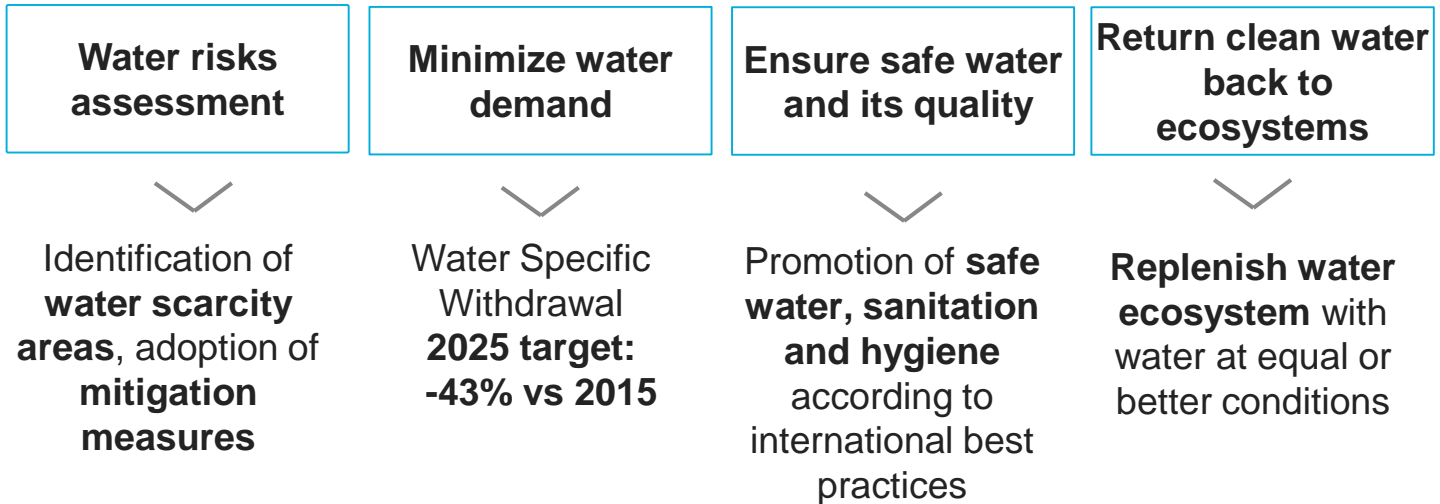 Water risks
assessment
Identification of
water scarcity
areas, adoption of
mitigation
measures
Minimize water
demand
Water Specific
Withdrawal
2025 target:
-43% vs 2015
Ensure safe water
and its quality
Promotion of safe
water, sanitation
and hygiene
according to
international best
practices
Return clean water
back to
ecosystems
Replenish water
ecosystem with
water at equal or
better conditions